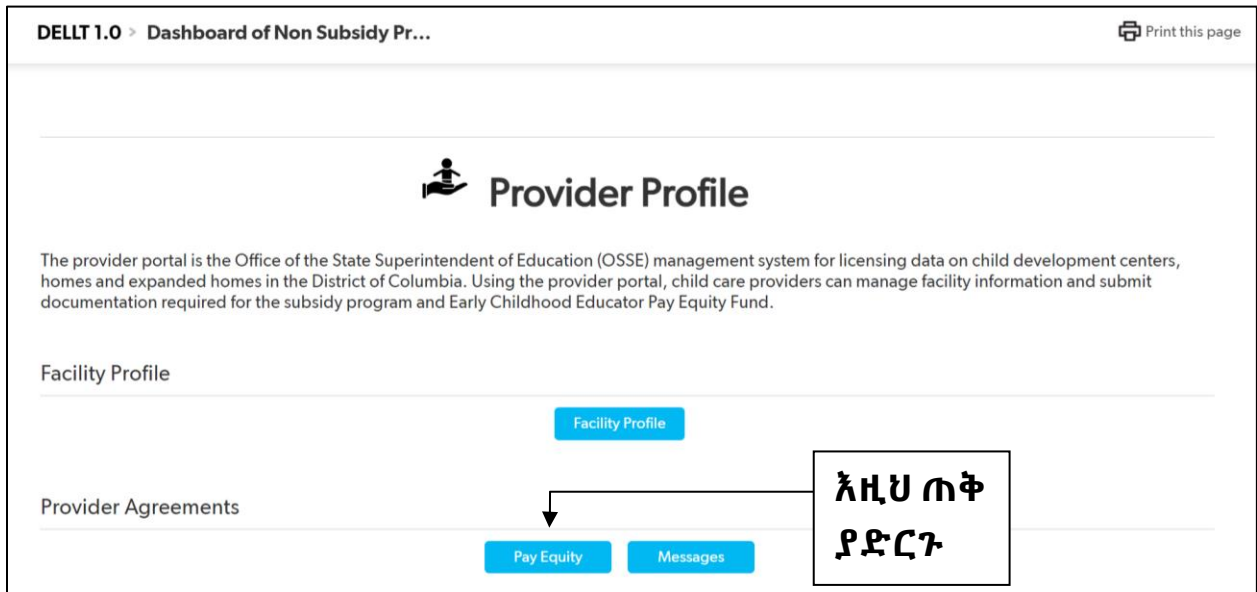 DELLT 1.0 > Dashboard of Non Subsidy Pr...
Print this page
Provider Profile
The provider portal is the Office of the State Superintendent of Education (OSSE) management system for licensing data on child development centers,
homes and expanded homes in the District of Columbia. Using the provider portal, child care providers can manage facility information and submit
documentation required for the subsidy program and Early Childhood Educator Pay Equity Fund.
Facility Profile
Facility Profile
Provider Agreements
እዚህ ጠቅ
ያድርጉ
Pay Equity
Messages